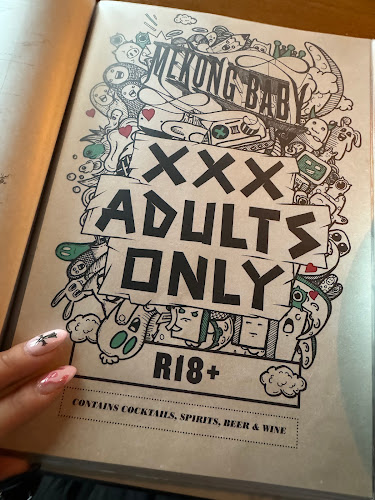 MEKONG BABY
XXX
ADULTS
ONLY
R18+
CONTAINS COCKTAILS, SPIRITS, BEER & WINE